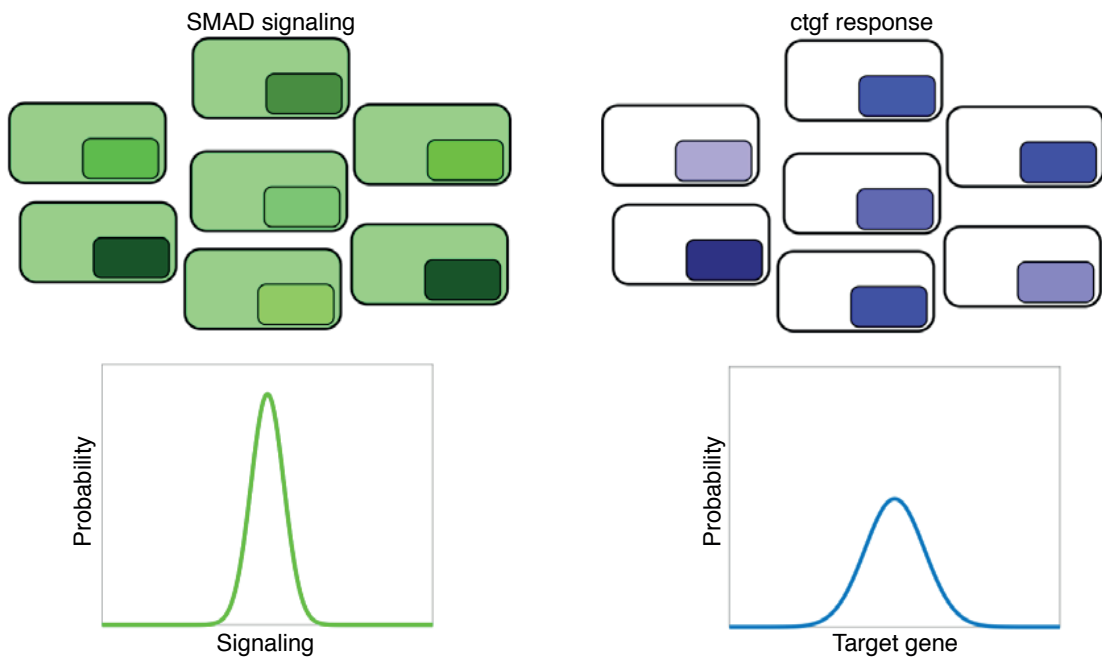 SMAD signaling
ctgf response
Probability
Signaling
Probability
Target gene